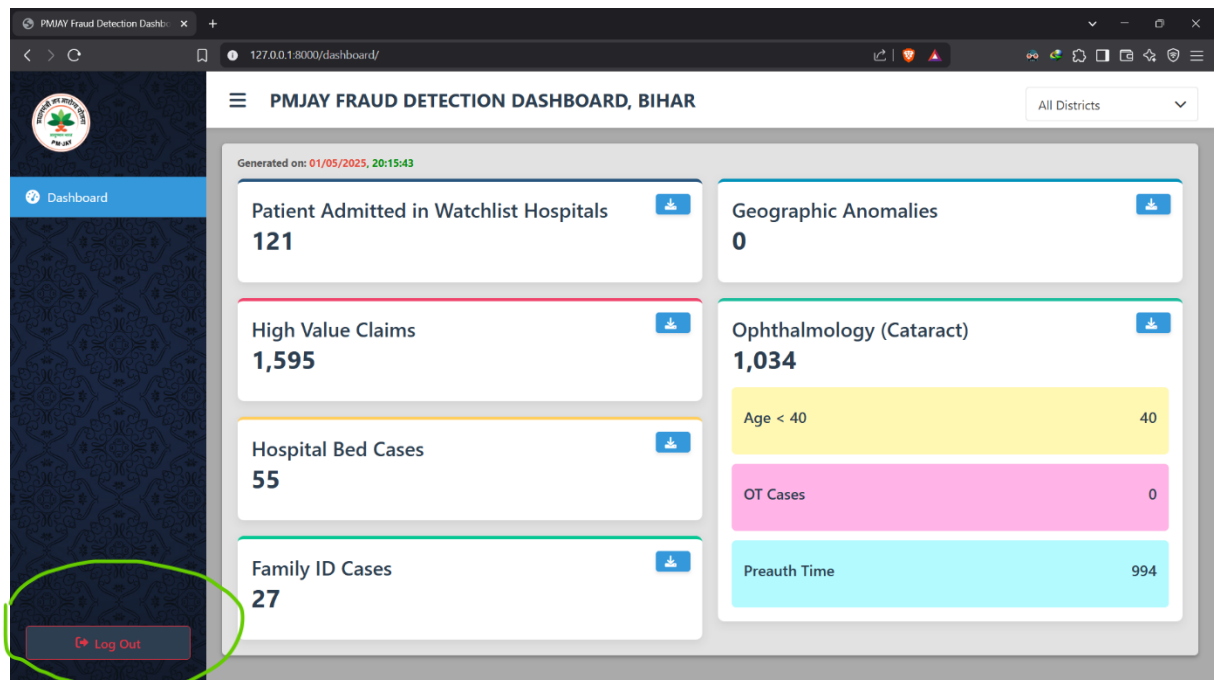 PMJAY Fraud Detection Dashbo
127.0.0.1:8000/dashboard/
PM-JAY
PMJAY FRAUD DETECTION DASHBOARD, BIHAR
All Districts
Dashboard
Log Out
Generated on: 01/05/2025, 20:15:43
Patient Admitted in Watchlist Hospitals
121
Geographic Anomalies
0
High Value Claims
1,595
Ophthalmology (Cataract)
1,034
Age < 40 40
OT Cases 0
Preauth Time 994
Hospital Bed Cases
55
Family ID Cases
27